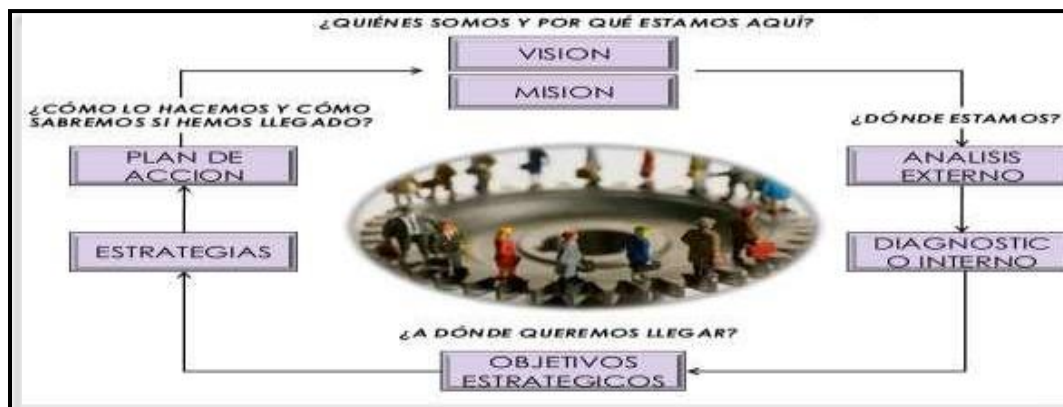 ¿QUIÉNES SOMOS Y POR QUÉ ESTAMOS AQUÍ?
VISION
MISION
¿DÓNDE ESTAMOS?
ANALISIS
EXTERNO
DIAGNOSTIC
O INTERNO
¿A DÓNDE QUEREMOS LLEGAR?
OBJETIVOS
ESTRATEGICOS
ESTRATEGIAS
PLAN DE
ACCION
¿CÓMO LO HACEMOS Y CÓMO
SABREMOS SI HEMOS LLEGADO?